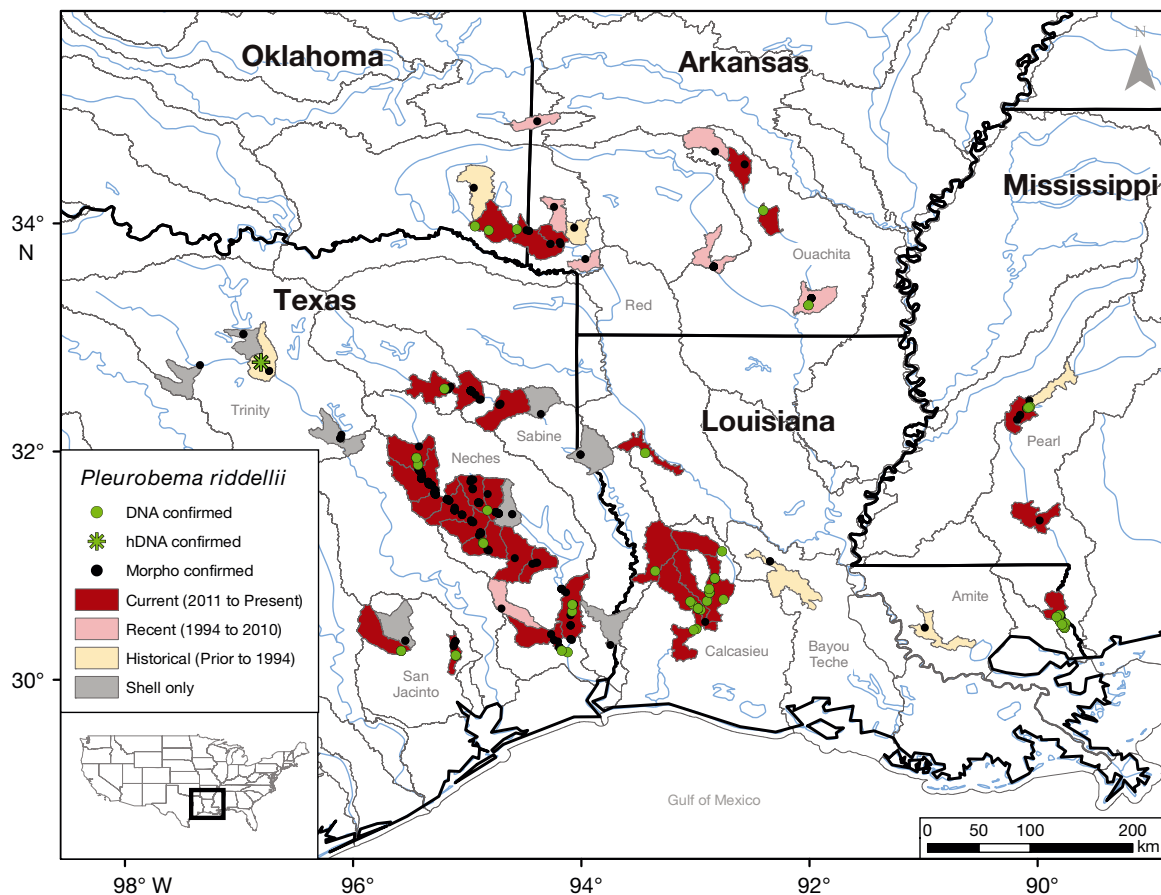 Oklahoma
Arkansas
N
Mississippi
34°
N
Ouachita
Red
Texas
Trinity
Louisiana
Sabine
Pearl
32°
Neches
Pleurobema riddellii
DNA confirmed
hDNA confirmed
Morpho confirmed
Current (2011 to Present)
Recent (1994 to 2010)
Historical (Prior to 1994)
Shell only
Amite
Calcasieu
Bayou
Teche
San
Jacinto
30°
Gulf of Mexico
0 50 100 200
km
98° W 96° 94° 92° 90°